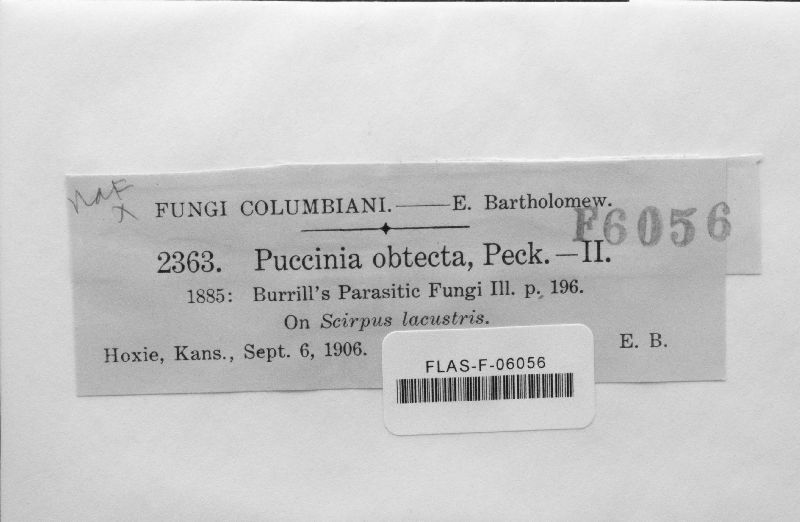 NAF
X
FUNGI COLUMBIANI.——E. Bartholomew.
F6056
2363. Puccinia obtecta, Peck.—II.
1885: Burrill's Parasitic Fungi Ill. p. 196.
On Scirpus lacustris.
Hoxie, Kans., Sept. 6, 1906.
E. B.
FLAS-F-06056